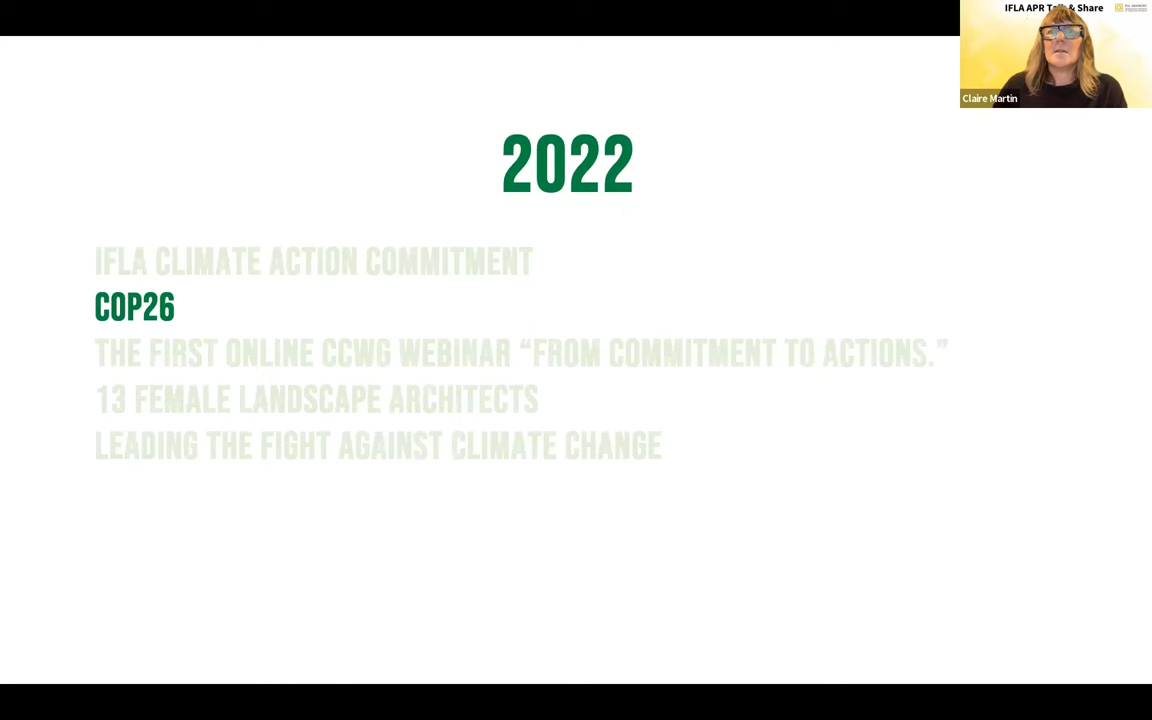 IFLA APR Talk & Share
Claire Martin
2022
IFLA CLIMATE ACTION COMMITMENT
COP26
THE FIRST ONLINE CCWG WEBINAR “FROM COMMITMENT TO ACTIONS.”
13 FEMALE LANDSCAPE ARCHITECTS
LEADING THE FIGHT AGAINST CLIMATE CHANGE